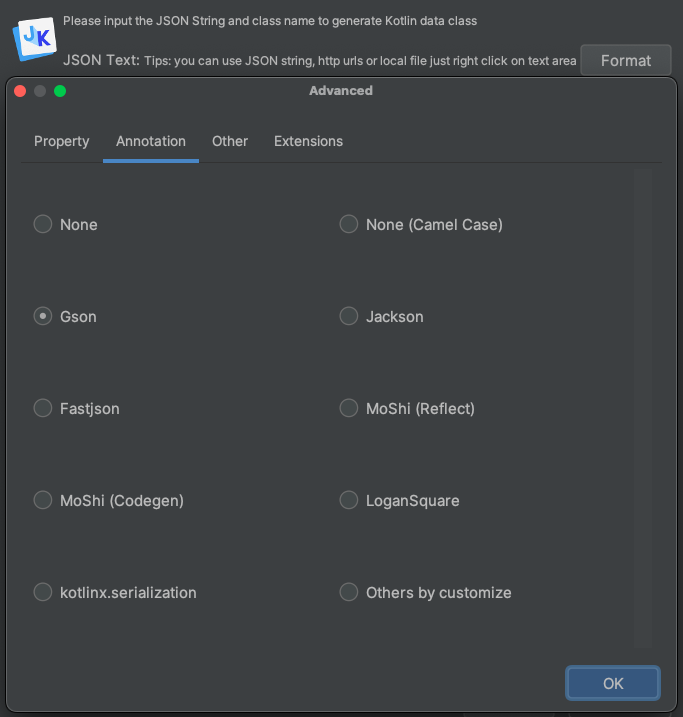 Please input the JSON String and class name to generate Kotlin data class
JK
JSON Text: Tips: you can use JSON string, http urls or local file just right click on text area
Format
Advanced
Property Annotation Other Extensions
None None (Camel Case)
Gson Jackson
Fastjson MoShi (Reflect)
MoShi (Codegen) LoganSquare
kotlinx.serialization Others by customize
OK